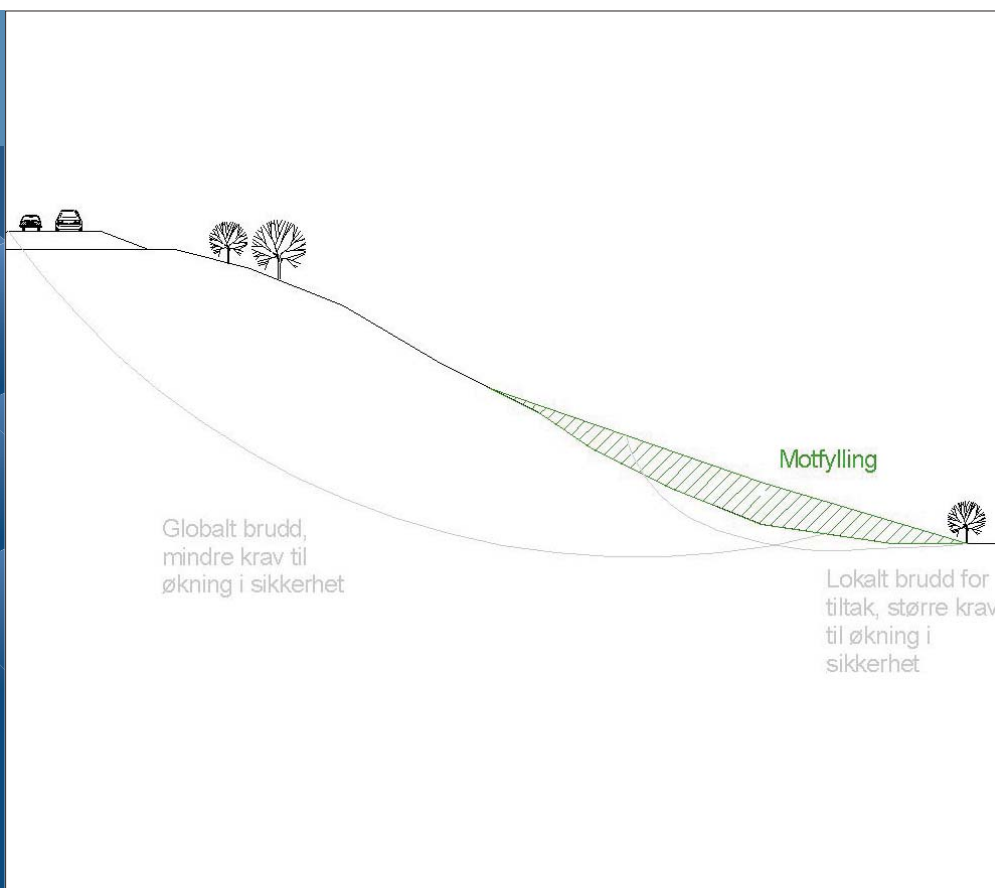 Motfylling
Globalt brudd,
mindre krav til
økning i sikkerhet
Lokalt brudd for
tiltak, større krav
til økning i
sikkerhet